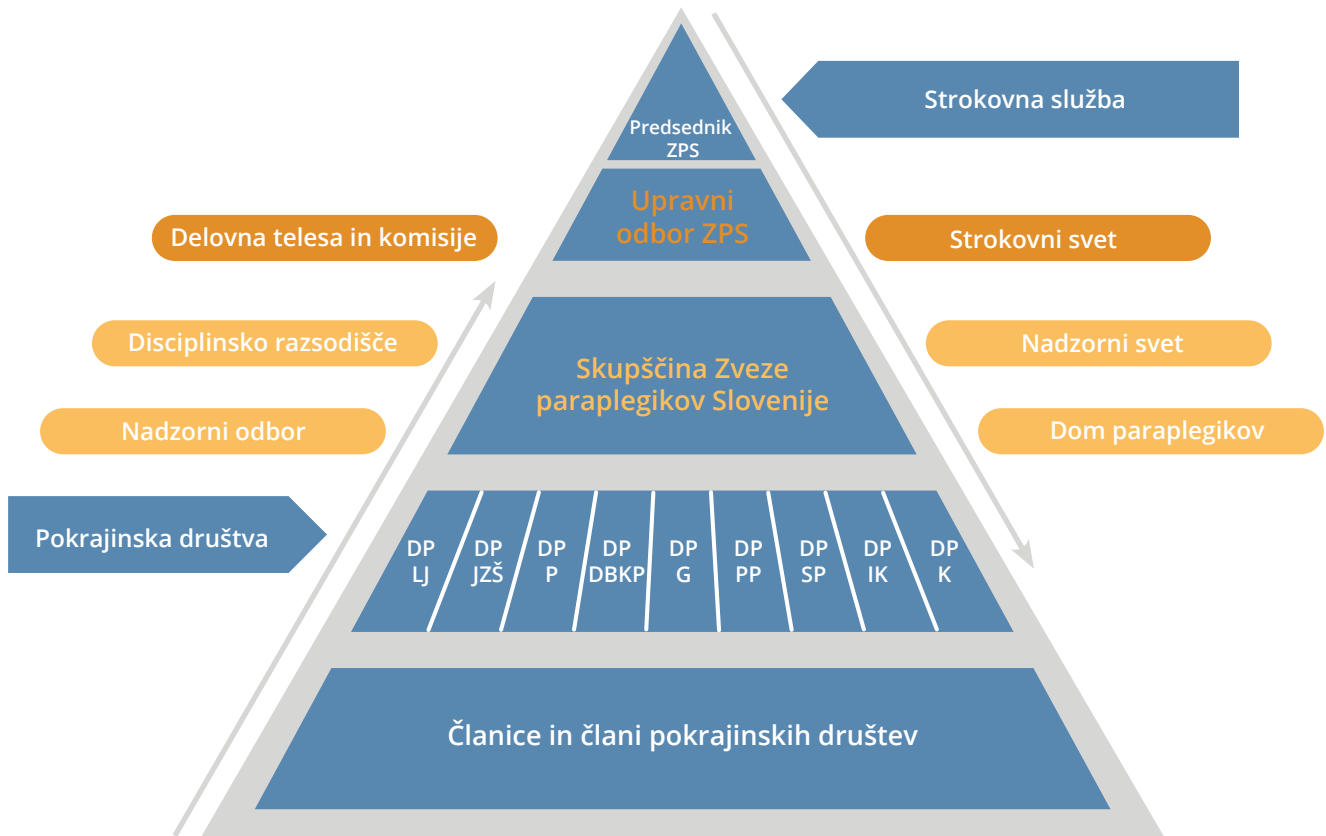 Strokovna služba
Predsednik
ZPS
Upravni
odbor ZPS
Delovna telesa in komisije
Strokovni svet
Disciplinsko razsodišče
Nadzorni svet
Skupščina Zveze
paraplegikov Slovenije
Nadzorni odbor
Dom paraplegikov
Pokrajinska društva
DP
LJ
DP
JZŠ
DP
P
DP
DBKP
DP
G
DP
PP
DP
SP
DP
IK
DP
K
Članice in člani pokrajinskih društev